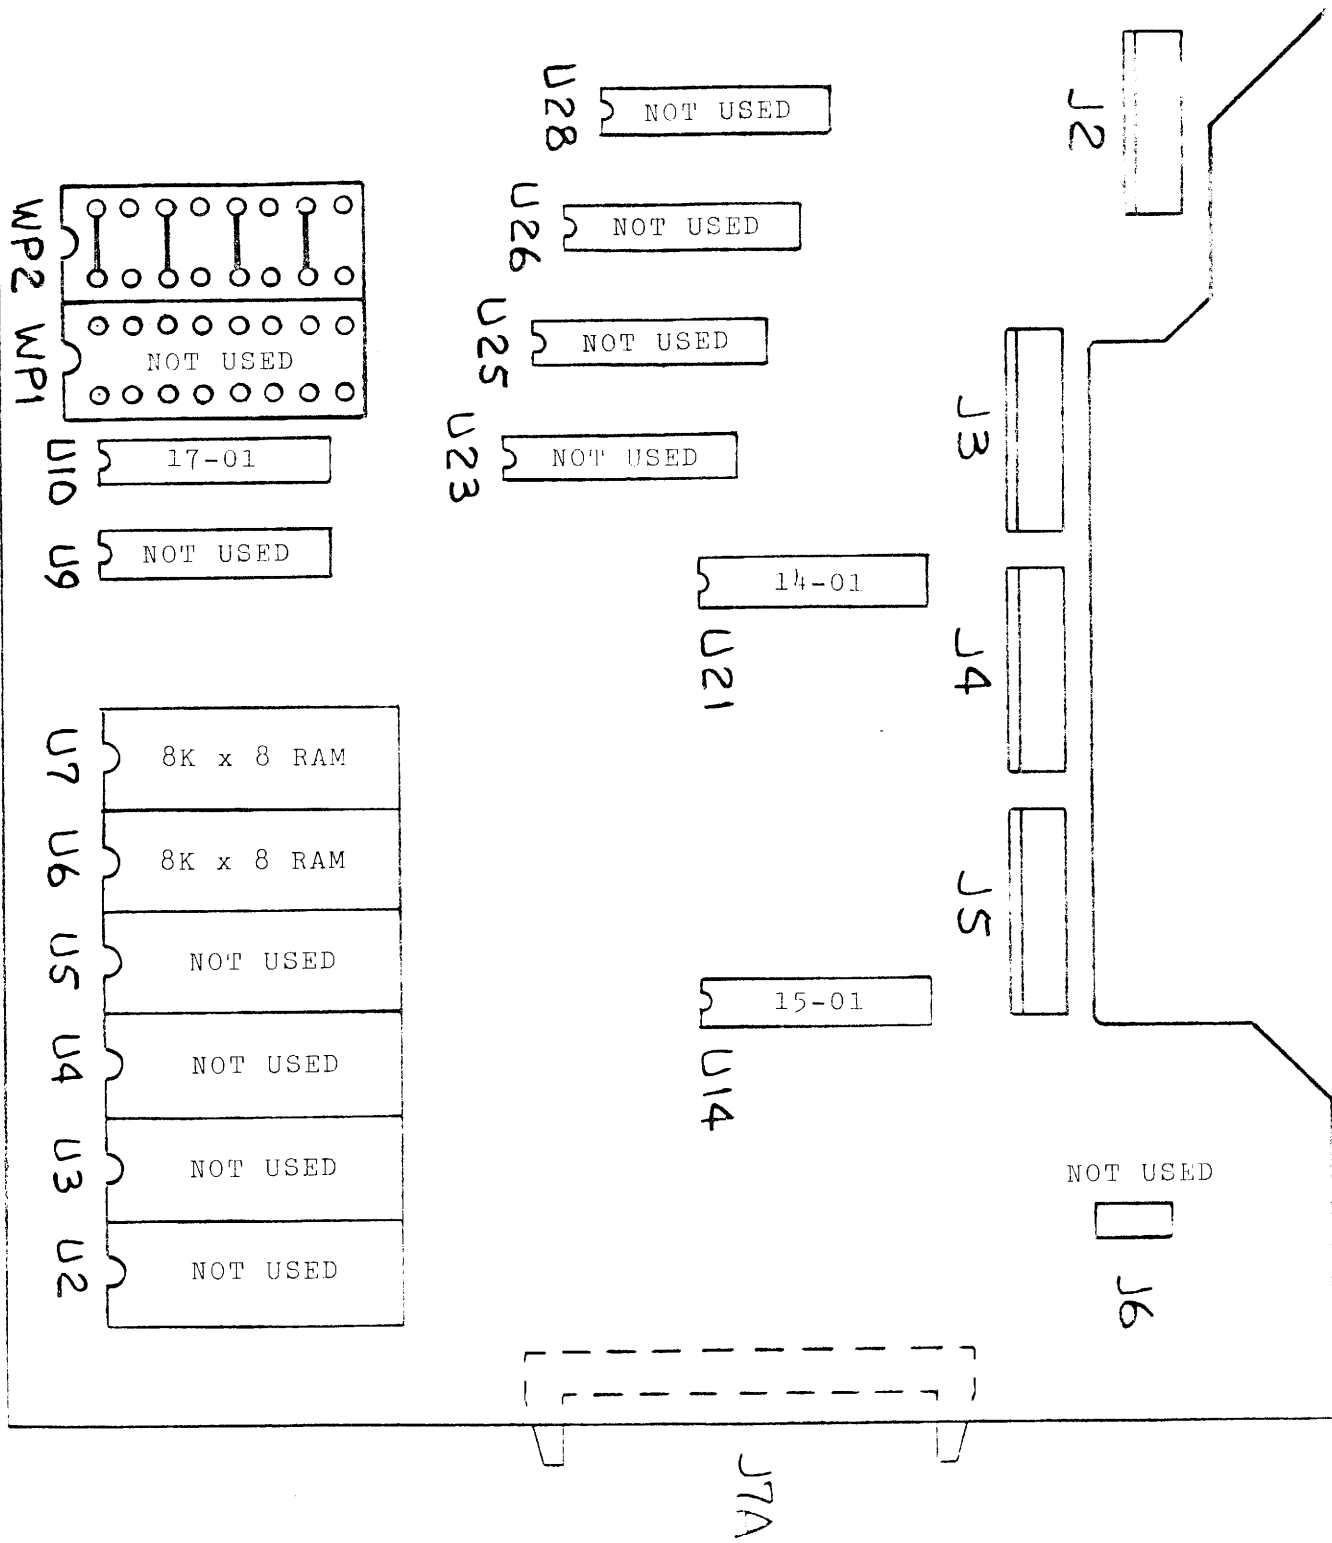 J2
U28
NOT USED
U26
NOT USED
WP2
U25
NOT USED
WP1
NOT USED
J3
U23
NOT USED
U10
17-01
U9
NOT USED
14-01
U21
J4
U7
8K x 8 RAM
U6
8K x 8 RAM
J5
U5
NOT USED
15-01
U14
U4
NOT USED
U3
NOT USED
NOT USED
J6
U2
NOT USED
J7A